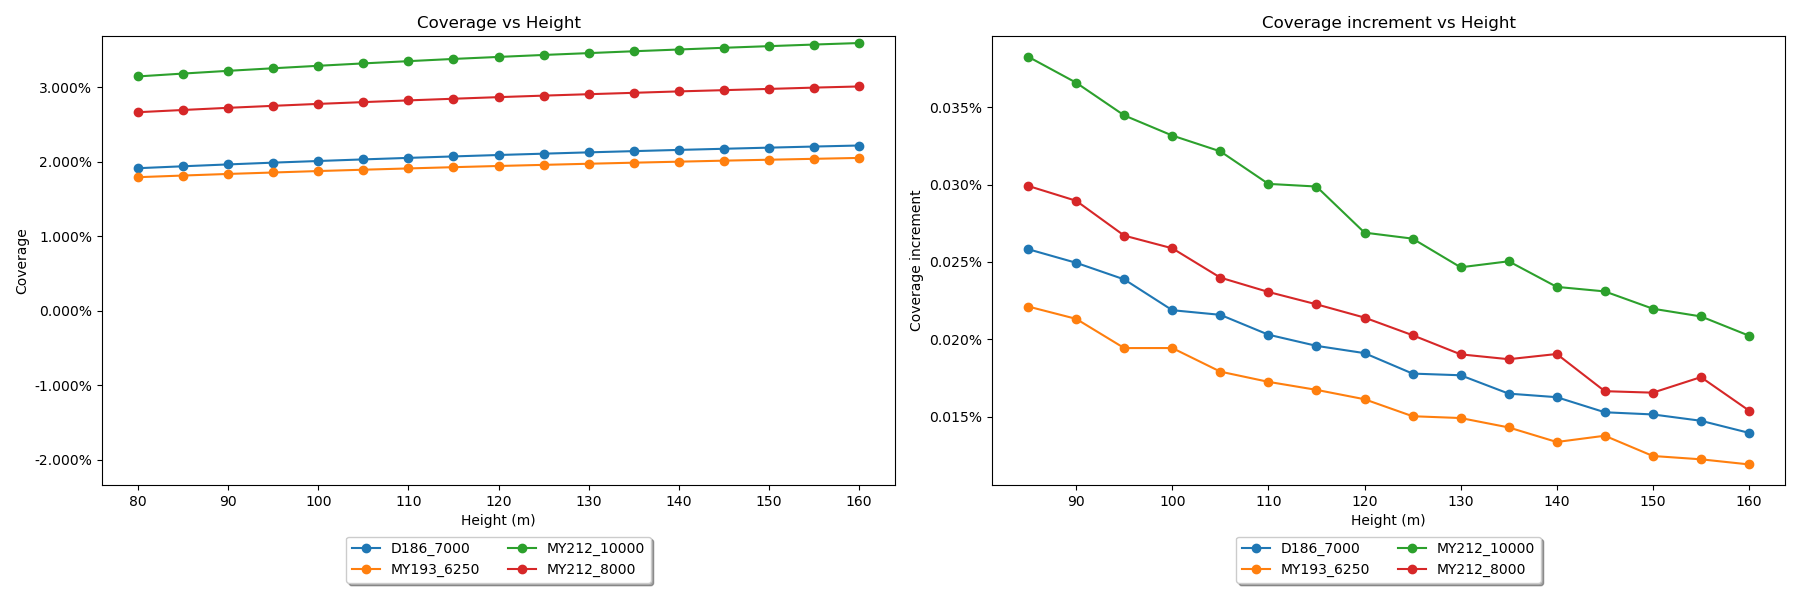 Coverage vs Height
Coverage
3.000%
2.000%
1.000%
0.000%
-1.000%
-2.000%
80 90 100 110 120 130 140 150 160
Height (m)
D186_7000 MY212_10000
MY193_6250 MY212_8000
Coverage increment vs Height
Coverage increment
0.035%
0.030%
0.025%
0.020%
0.015%
90 100 110 120 130 140 150 160
Height (m)
D186_7000 MY212_10000
MY193_6250 MY212_8000